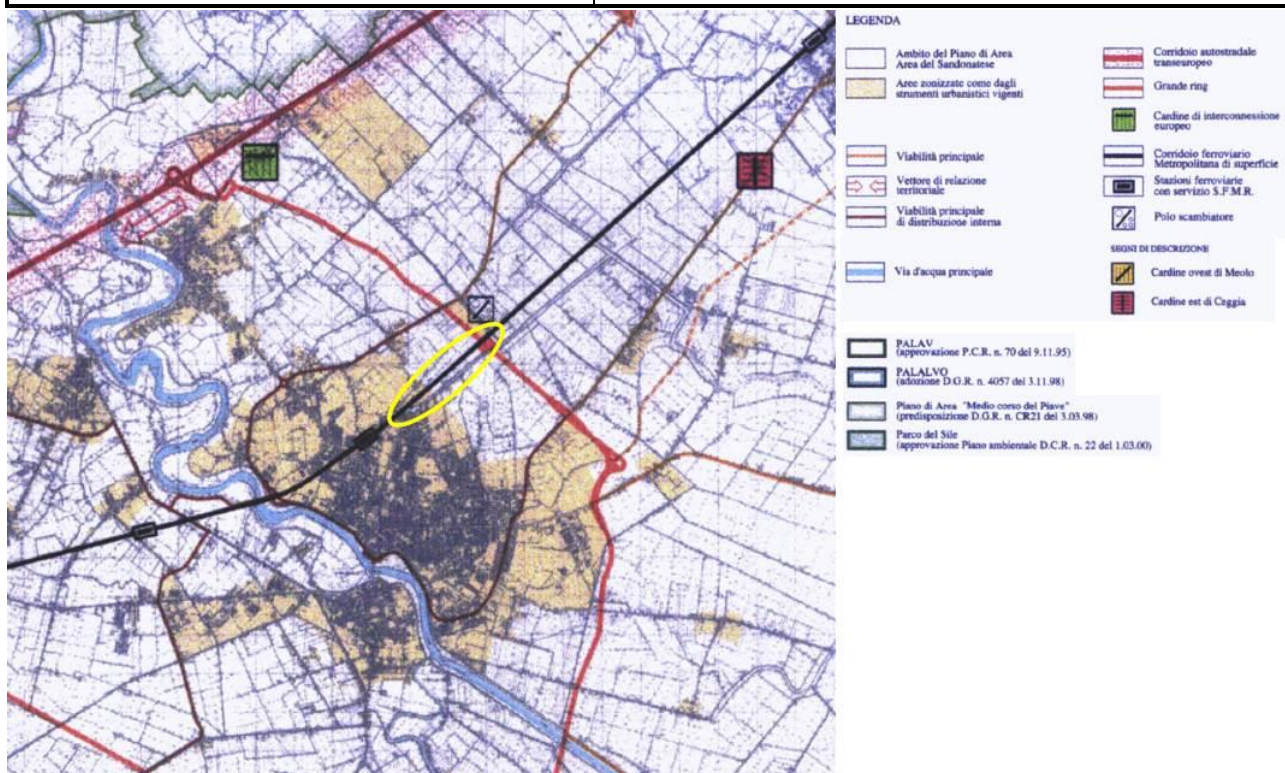 LEGENDA
Ambito del Piano di Area
Area del Sandonatese
Aree zonizzate come dagli
strumenti urbanistici vigenti
Viabilità principale
Vettore di relazione
territoriale
Viabilità principale
di distribuzione interna
Via d'acqua principale
Corridoio autostradale
transeuropeo
Grande ring
Cardine di interconnessione
europeo
Corridoio ferroviario
Metropolitana di superficie
Stazioni ferroviarie
con servizio S.F.M.R.
Polo scambiatore
SEGNI DI DESCRIZIONE
Cardine ovest di Meolo
Cardine est di Ceggia
PALAV
(approvazione P.C.R. n. 70 del 9.11.95)
PALALVO
(adozione D.G.R. n. 4057 del 3.11.98)
Piano di Area "Medio corso del Piave"
(predisposizione D.G.R. n. CR21 del 3.03.98)
Parco del Sile
(approvazione Piano ambientale D.C.R. n. 22 del 1.03.00)